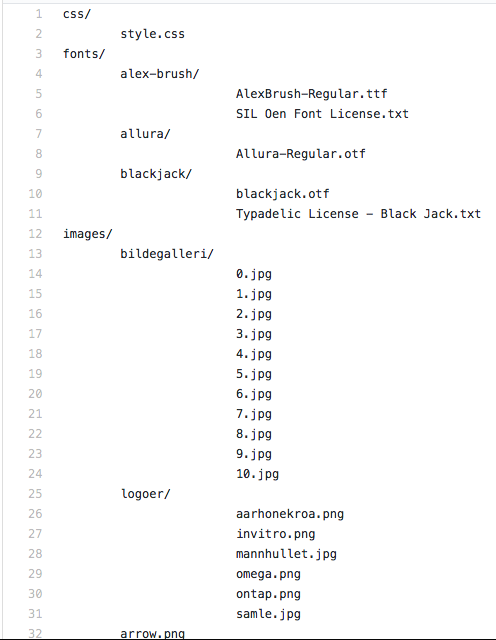 1 css/
2 style.css
3 fonts/
4 alex-brush/
5 AlexBrush-Regular.ttf
6 SIL Oen Font License.txt
7 allura/
8 Allura-Regular.otf
9 blackjack/
10 blackjack.otf
11 Typadelic License - Black Jack.txt
12 images/
13 bildegalleri/
14 0.jpg
15 1.jpg
16 2.jpg
17 3.jpg
18 4.jpg
19 5.jpg
20 6.jpg
21 7.jpg
22 8.jpg
23 9.jpg
24 10.jpg
25 logoer/
26 aarhonekroa.png
27 invitro.png
28 mannhullet.jpg
29 omega.png
30 ontap.png
31 samle.jpg
32 arrow.png